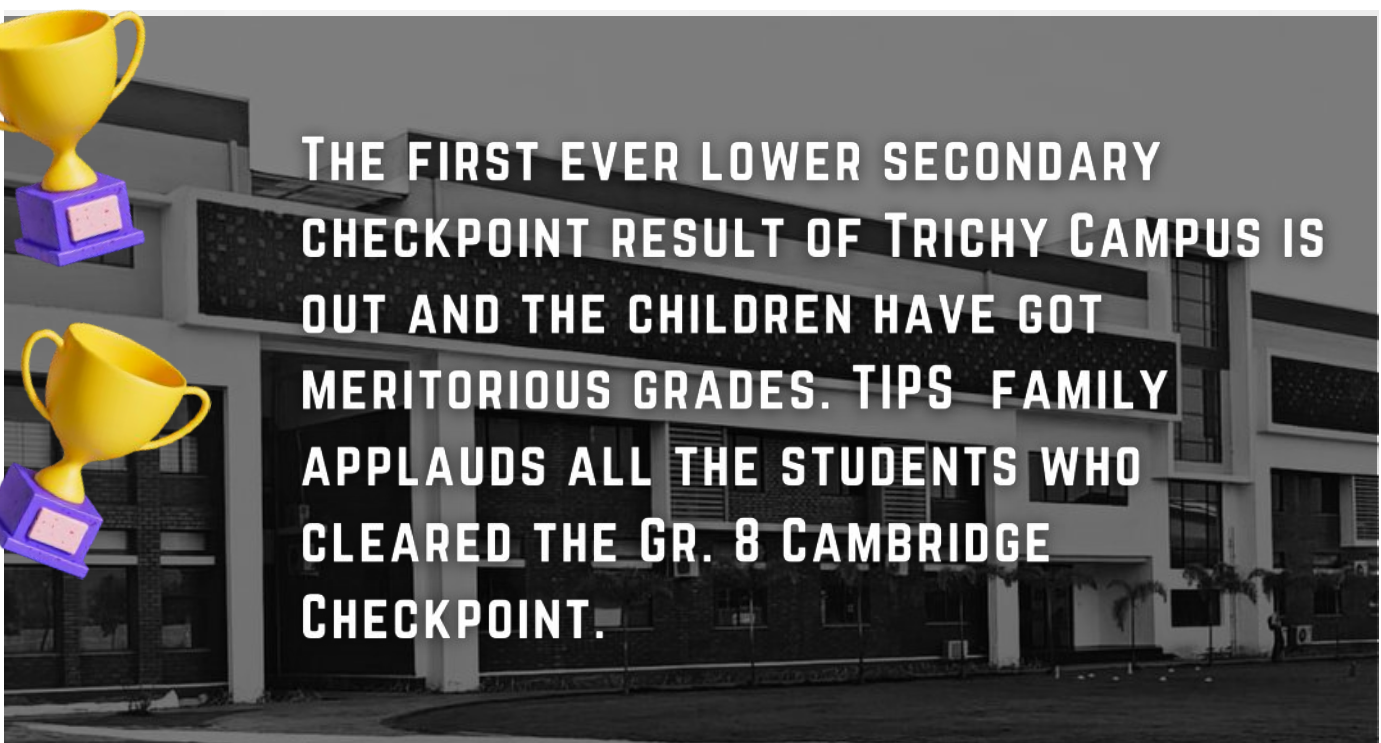 The first ever lower secondary
checkpoint result of Trichy Campus is
out and the children have got
meritorious grades. TIPS family
applauds all the students who
cleared the Gr. 8 Cambridge
Checkpoint.